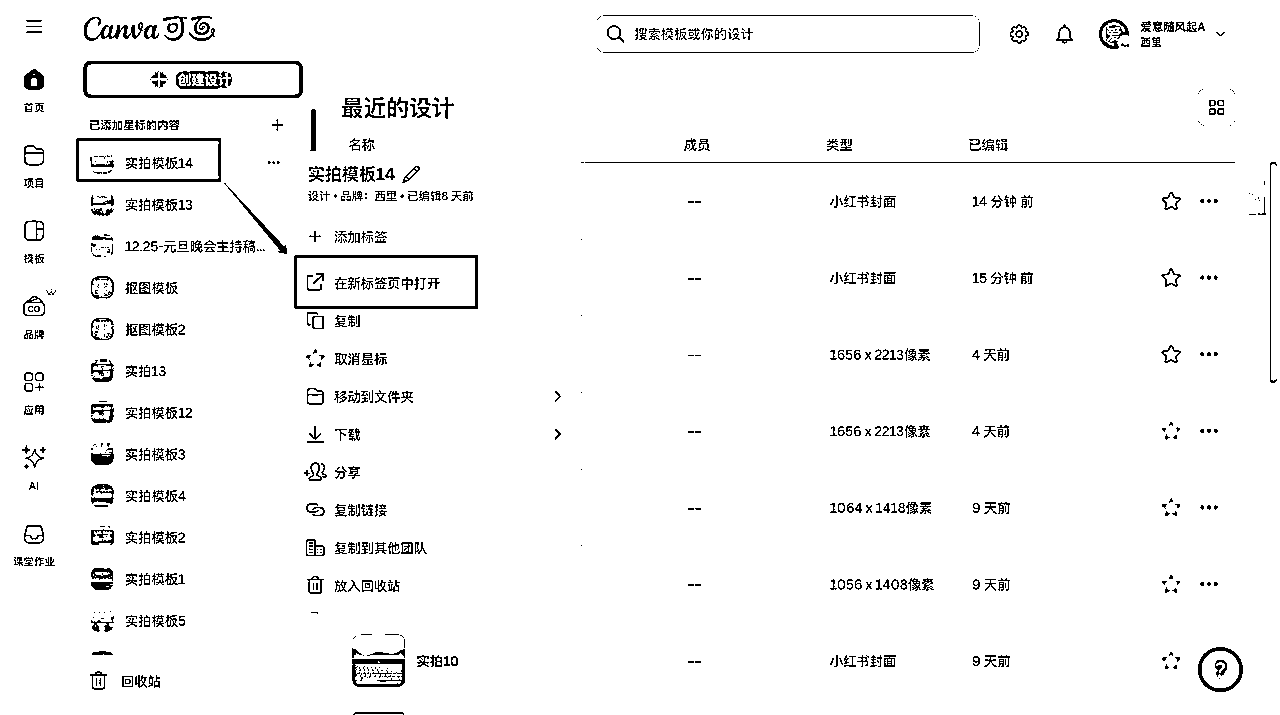 Canva可画
搜索模板或你的设计
爱意随风起A
西里
创建设计
首页
项目
模板
品牌
应用
AI
课堂作业
已添加星标的内容
实拍模板14
实拍模板13
12.25-元旦晚会主持稿...
抠图模板
抠图模板2
实拍13
实拍模板12
实拍模板3
实拍模板4
实拍模板2
实拍模板1
实拍模板5
回收站
最近的设计
名称 成员 类型 已编辑
实拍模板14
设计 • 品牌：西里 • 已编辑8 天前
添加标签
在新标签页中打开
复制
取消星标
移动到文件夹
下载
分享
复制链接
复制到其他团队
放入回收站
-- 小红书封面 14 分钟 前
-- 小红书封面 15 分钟 前
-- 1656 x 2213像素 4 天前
-- 1656 x 2213像素 4 天前
-- 1064 x 1418像素 9 天前
-- 1056 x 1408像素 9 天前
实拍10 -- 小红书封面 9 天前